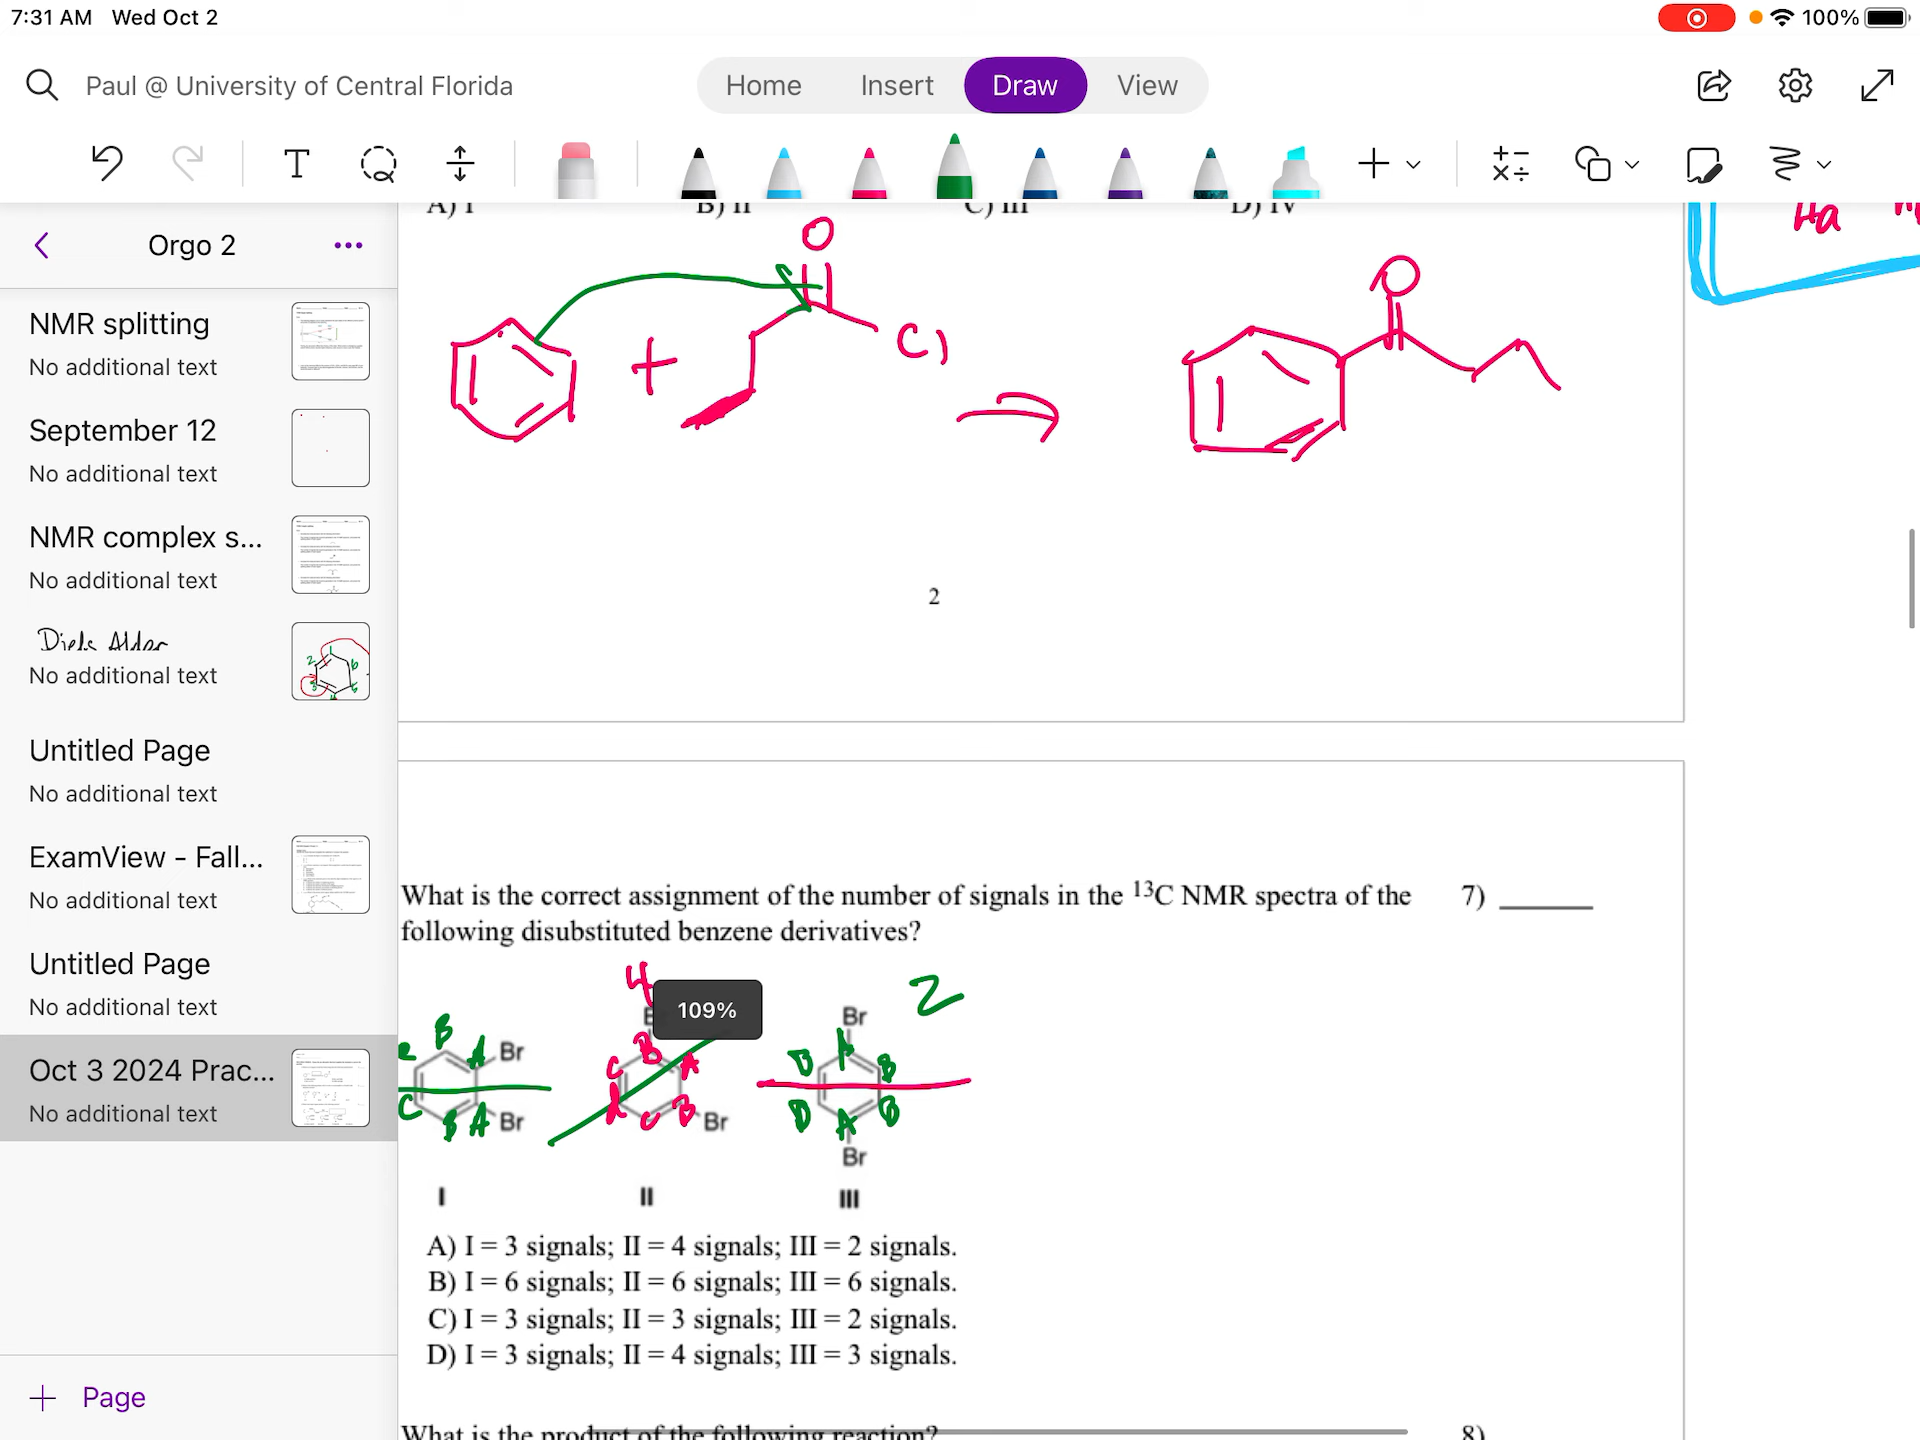 7:31 AM Wed Oct 2
100%
Paul @ University of Central Florida
Home
Insert
Draw
View
T
Orgo 2
NMR splitting
No additional text
September 12
No additional text
NMR complex s...
No additional text
Diels Alder
No additional text
Untitled Page
No additional text
ExamView - Fall...
No additional text
Untitled Page
No additional text
Oct 3 2024 Prac...
No additional text
+ Page
A) I B) II C) III D) IV
Ha
O
+
Cl
O
2
What is the correct assignment of the number of signals in the ¹³C NMR spectra of the 7)
following disubstituted benzene derivatives?
4
109%
2
B A Br
C B A Br
I
C B A
C B Br
II
Br
A B
A
Br
III
A) I = 3 signals; II = 4 signals; III = 2 signals.
B) I = 6 signals; II = 6 signals; III = 6 signals.
C) I = 3 signals; II = 3 signals; III = 2 signals.
D) I = 3 signals; II = 4 signals; III = 3 signals.
What is the product of the following reaction? 8)